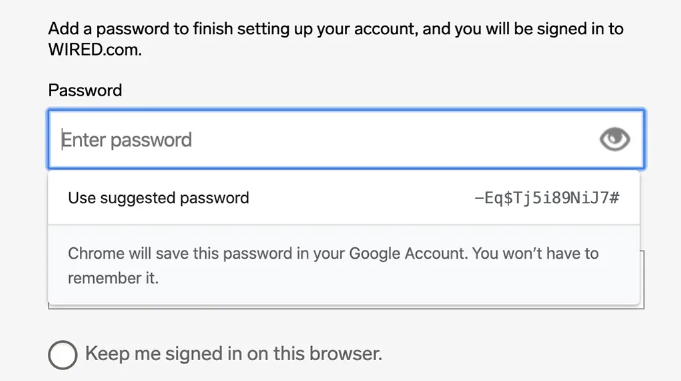 Add a password to finish setting up your account, and you will be signed in to
WIRED.com.
Password
Enter password
Use suggested password -Eq$Tj5i89NiJ7#
Chrome will save this password in your Google Account. You won’t have to
remember it.
Keep me signed in on this browser.